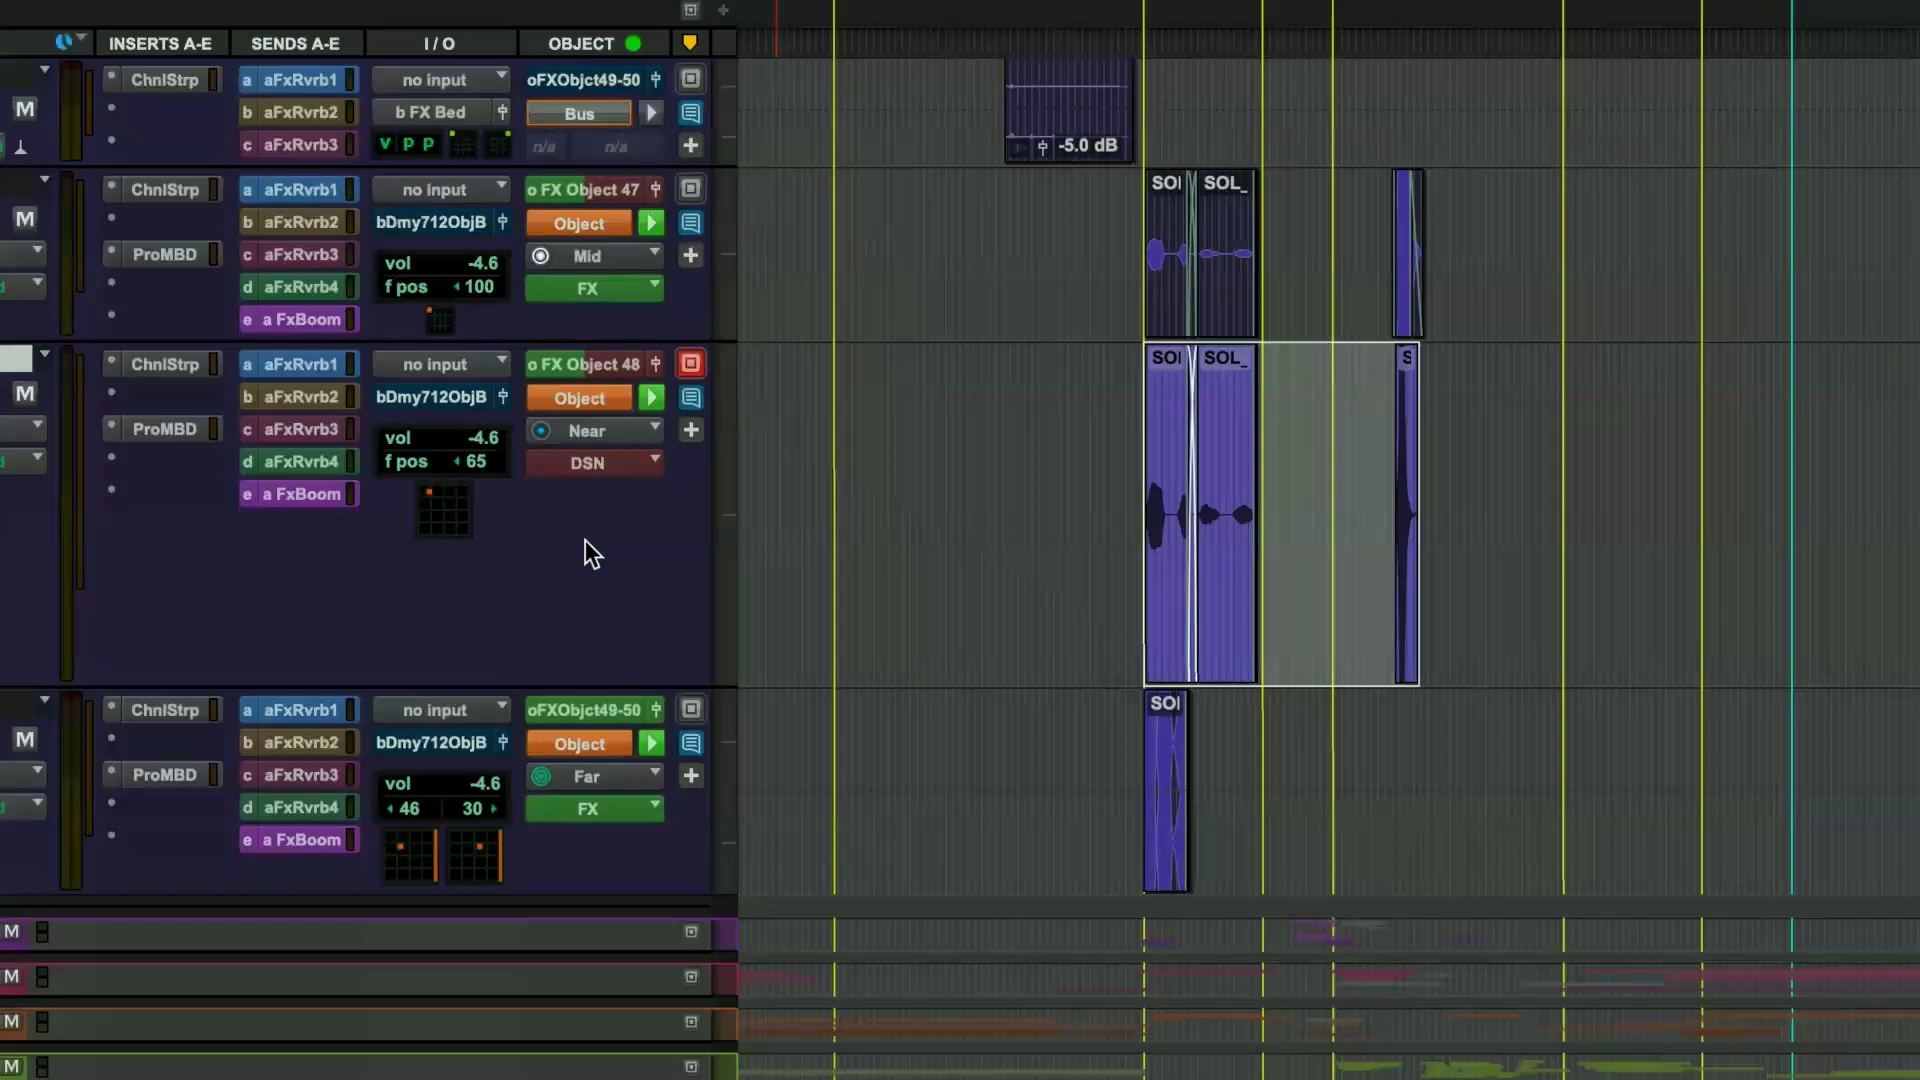 INSERTS A-E SENDS A-E I / O OBJECT
ChnlStrp a aFxRvrb1 no input oFXObjct49-50
M b aFxRvrb2 b FX Bed Bus
c aFxRvrb3 v p p n/a n/a -5.0 dB
ChnlStrp a aFxRvrb1 no input o FX Object 47 SOl SOL_
M b aFxRvrb2 bDmy712ObjB Object
ProMBD c aFxRvrb3 vol -4.6 Mid
d aFxRvrb4 f pos 100 FX
e a FxBoom
ChnlStrp a aFxRvrb1 no input o FX Object 48 SOl SOL_ S
M b aFxRvrb2 bDmy712ObjB Object
ProMBD c aFxRvrb3 vol -4.6 Near
d aFxRvrb4 f pos 65 DSN
e a FxBoom
ChnlStrp a aFxRvrb1 no input oFXObjct49-50 SOl
M b aFxRvrb2 bDmy712ObjB Object
ProMBD c aFxRvrb3 vol -4.6 Far
d aFxRvrb4 46 30 FX
e a FxBoom
M
M
M
M